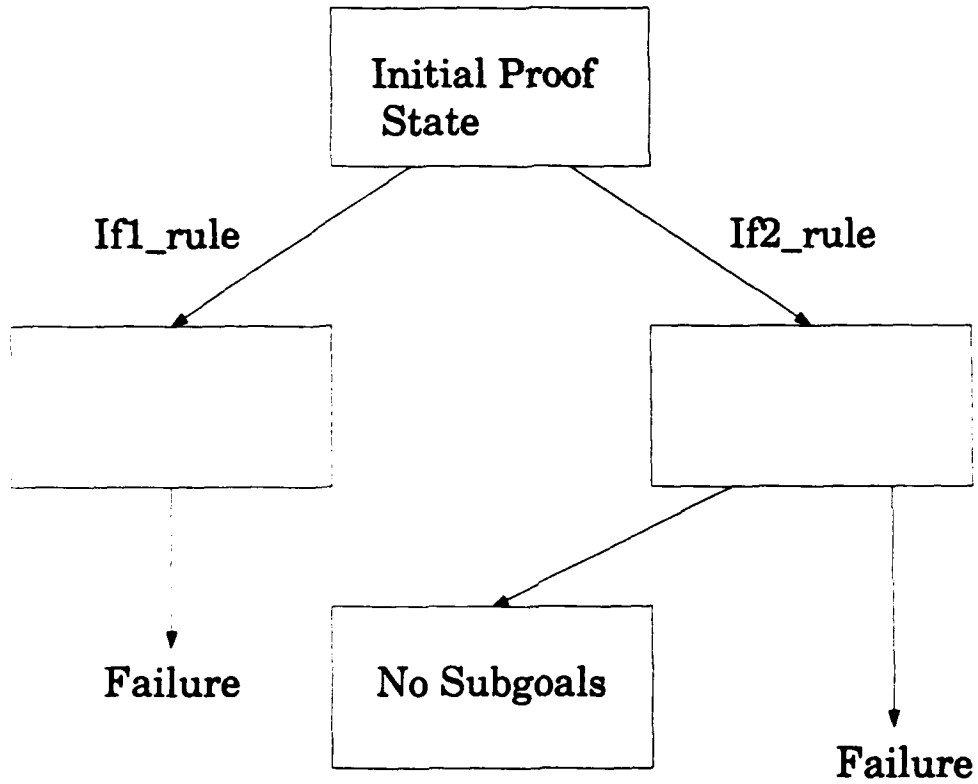 Initial Proof
State
If1_rule
If2_rule
Failure
No Subgoals
Failure